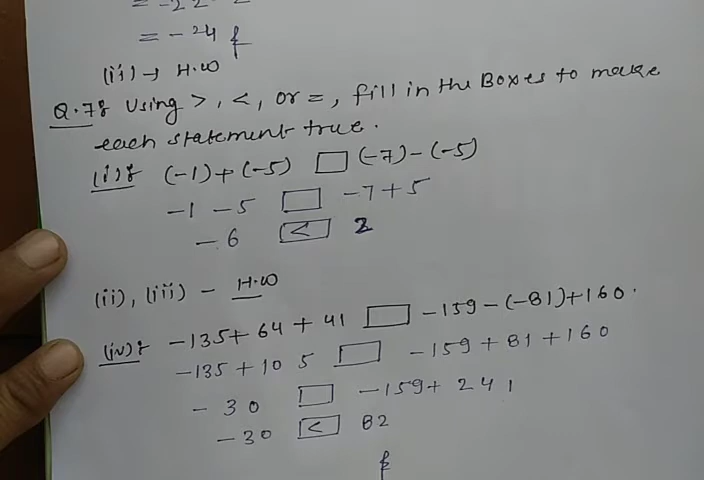 = -22 - 2
= -24
(ii) → H.W
Q.7: Using >, <, or =, fill in the Boxes to make
each statement true.
(i): (-1)+(-5) □ (-7)-(-5)
-1 -5 □ -7+5
-6 < 2
(ii), (iii) - H.W
(iv): -135+64+41 □ -159-(-81)+160.
-135+105 □ -159+81+160
-30 □ -159+241
-30 < 82